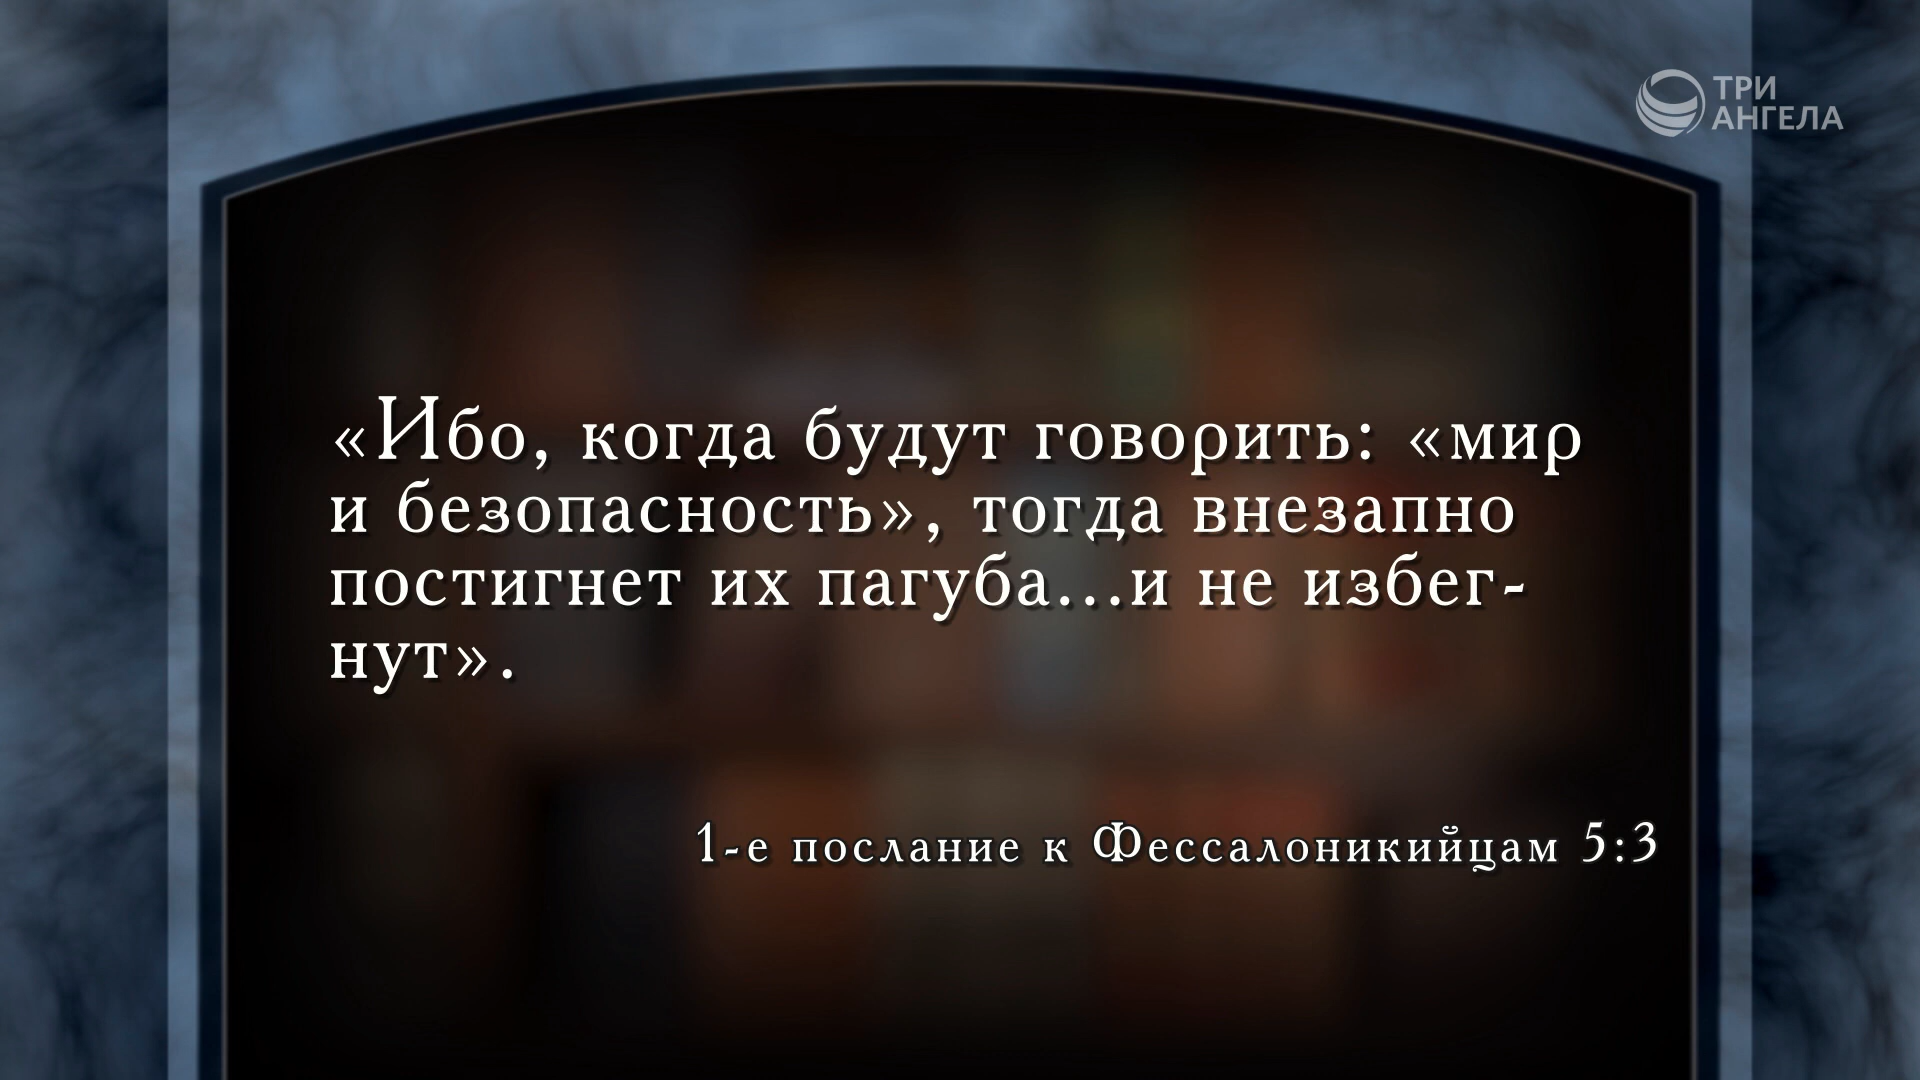 ТРИ
АНГЕЛА
«Ибо, когда будут говорить: «мир
и безопасность», тогда внезапно
постигнет их пагуба...и не избег-
нут».
1-е послание к Фессалоникийцам 5:3